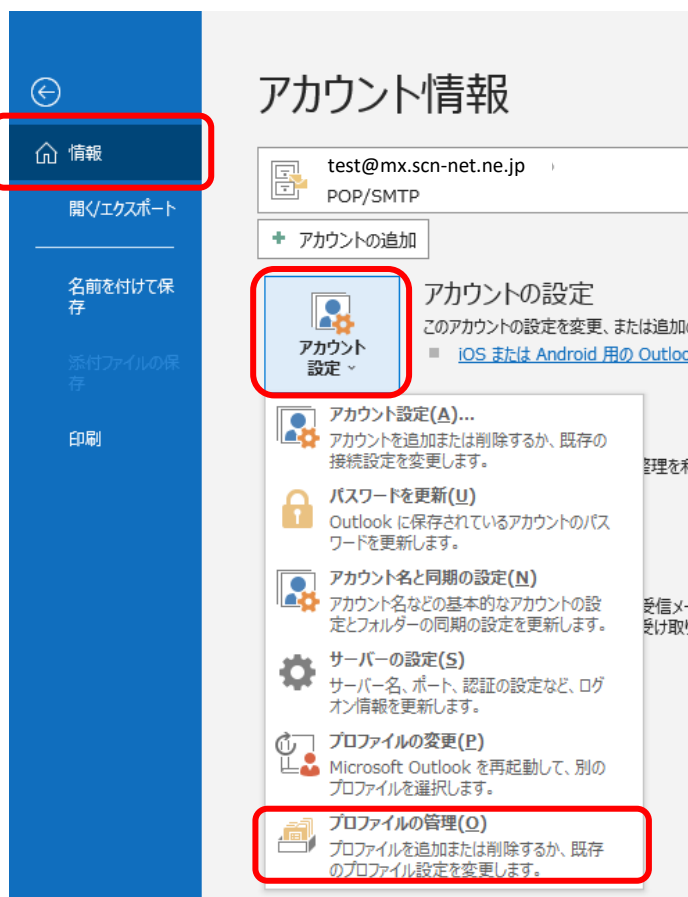 アカウント情報
情報
開く/エクスポート
名前を付けて保
存
添付ファイルの保
存
印刷
test@mx.scn-net.ne.jp
POP/SMTP
アカウントの追加
アカウント
設定
アカウントの設定
このアカウントの設定を変更、または追加の
iOS または Android 用の Outloo
アカウント設定(A)...
アカウントを追加または削除するか、既存の
接続設定を変更します。
パスワードを更新(U)
Outlook に保存されているアカウントのパス
ワードを更新します。
アカウント名と同期の設定(N)
アカウント名などの基本的なアカウントの設
定とフォルダーの同期の設定を更新します。
サーバーの設定(S)
サーバー名、ポート、認証の設定など、ログ
オン情報を更新します。
プロファイルの変更(P)
Microsoft Outlook を再起動して、別の
プロファイルを選択します。
プロファイルの管理(O)
プロファイルを追加または削除するか、既存
のプロファイル設定を変更します。
整理を
受信メー
受け取